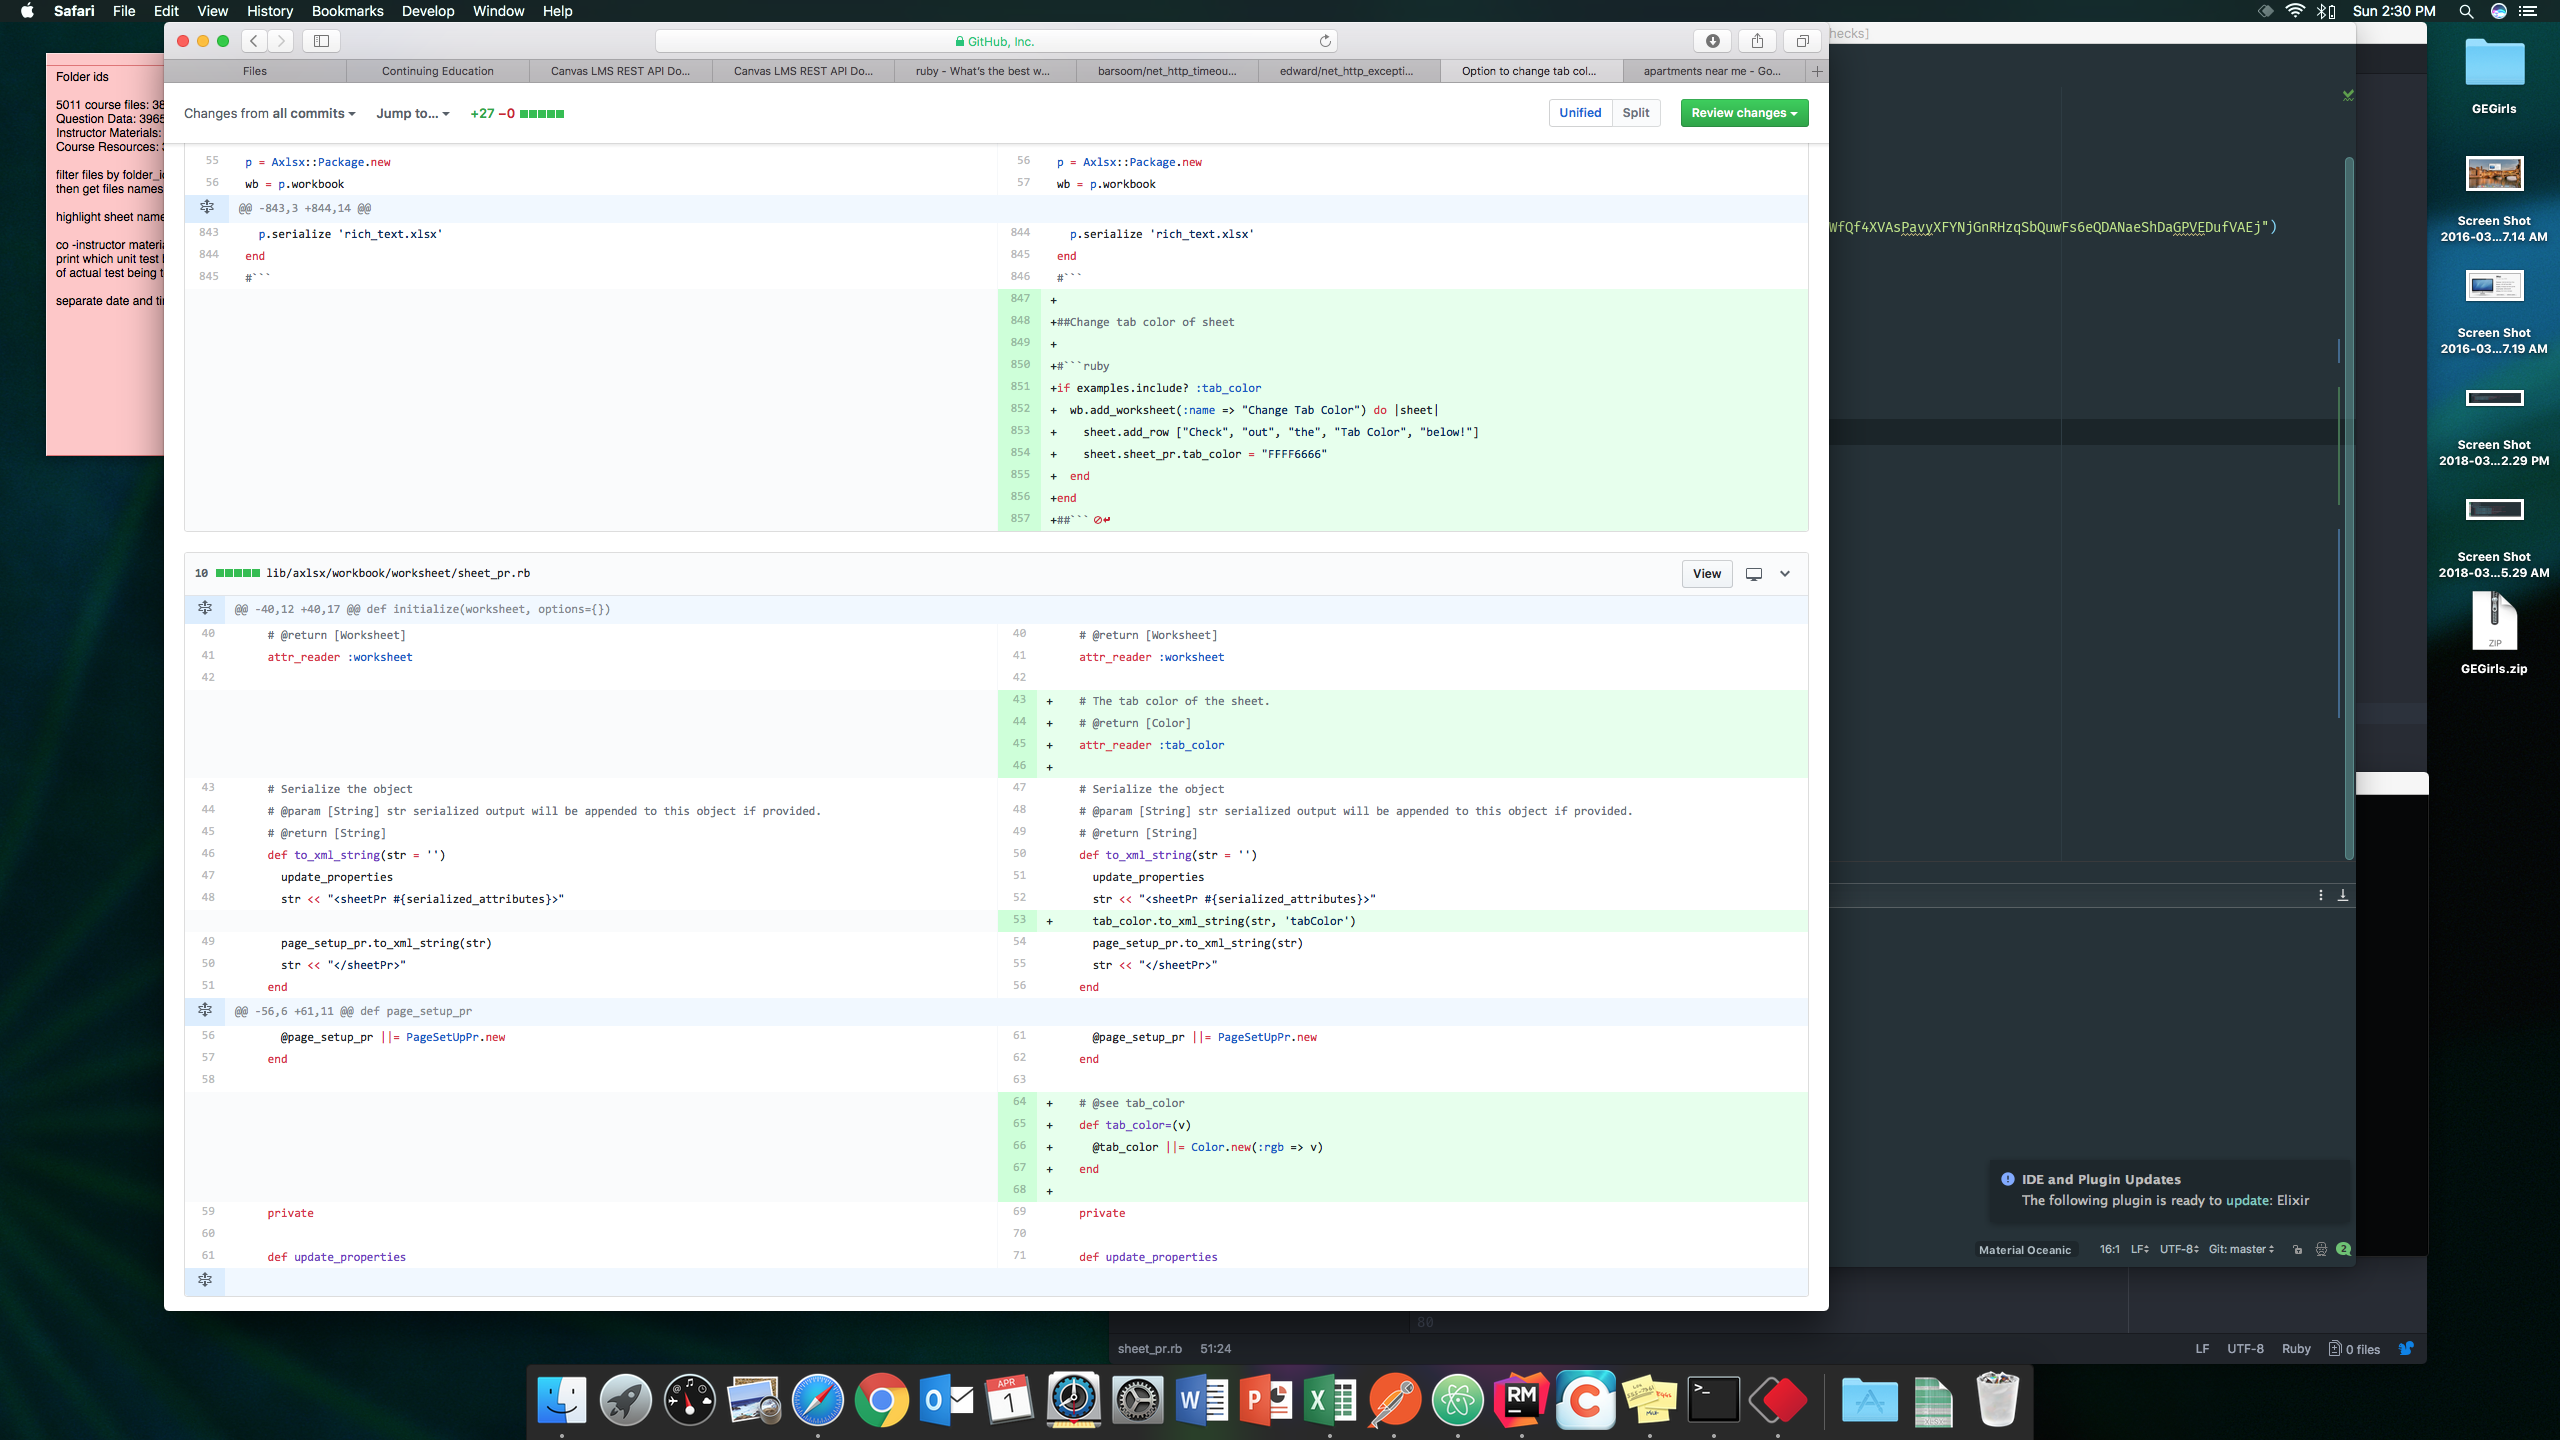 Safari File Edit View History Bookmarks Develop Window Help
Sun 2:30 PM
Folder ids
5011 course files: 38
Question Data: 3965
Instructor Materials:
Course Resources:
filter files by
then get files names
highlight sheet name
co -instructor
print which unit test
of actual test being
separate date and
GitHub, Inc.
Files
Continuing Education
Canvas LMS REST API Do...
Canvas LMS REST API Do...
ruby - What's the best w...
barsoom/net_http_timeou...
edward/net_http_excepti...
Option to change tab col...
apartments near me - Go...
Changes from all commits Jump to... +27 −0
Unified Split Review changes
55 p = Axlsx::Package.new 56 p = Axlsx::Package.new
56 wb = p.workbook 57 wb = p.workbook
@@ -843,3 +844,14 @@
843 p.serialize 'rich_text.xlsx' 844 p.serialize 'rich_text.xlsx'
844 end 845 end
845 #``` 846 #```
847 +
848 +##Change tab color of sheet
849 +
850 +#```ruby
851 +if examples.include? :tab_color
852 + wb.add_worksheet(:name => "Change Tab Color") do |sheet|
853 + sheet.add_row ["Check", "out", "the", "Tab Color", "below!"]
854 + sheet.sheet_pr.tab_color = "FFFF6666"
855 + end
856 +end
857 +##```
10 lib/axlsx/workbook/worksheet/sheet_pr.rb View
@@ -40,12 +40,17 @@ def initialize(worksheet, options={})
40 # @return [Worksheet] 40 # @return [Worksheet]
41 attr_reader :worksheet 41 attr_reader :worksheet
42 42
43 + # The tab color of the sheet.
44 + # @return [Color]
45 + attr_reader :tab_color
46 +
43 # Serialize the object 47 # Serialize the object
44 # @param [String] str serialized output will be appended to this object if provided. 48 # @param [String] str serialized output will be appended to this object if provided.
45 # @return [String] 49 # @return [String]
46 def to_xml_string(str = '') 50 def to_xml_string(str = '')
47 update_properties 51 update_properties
48 str << "<sheetPr #{serialized_attributes}>" 52 str << "<sheetPr #{serialized_attributes}>"
53 + tab_color.to_xml_string(str, 'tabColor')
49 page_setup_pr.to_xml_string(str) 54 page_setup_pr.to_xml_string(str)
50 str << "</sheetPr>" 55 str << "</sheetPr>"
51 end 56 end
@@ -56,6 +61,11 @@ def page_setup_pr
56 @page_setup_pr ||= PageSetUpPr.new 61 @page_setup_pr ||= PageSetUpPr.new
57 end 62 end
58 63
64 + # @see tab_color
65 + def tab_color=(v)
66 + @tab_color ||= Color.new(:rgb => v)
67 + end
68 +
59 private 69 private
60 70
61 def update_properties 71 def update_properties
hecks]
WfQf4XVAsPavyXFYNjGnRHzqSbQuwFs6eQDANaeShDaGPVEDufVAEj")
IDE and Plugin Updates
The following plugin is ready to update: Elixir
Material Oceanic 16:1 LF UTF-8 Git: master 2
80
sheet_pr.rb 51:24 LF UTF-8 Ruby 0 files
GEGirls
Screen Shot
2016-03...7.14 AM
Screen Shot
2016-03...7.19 AM
Screen Shot
2018-03...2.29 PM
Screen Shot
2018-03...5.29 AM
ZIP
GEGirls.zip
APR
1
RM